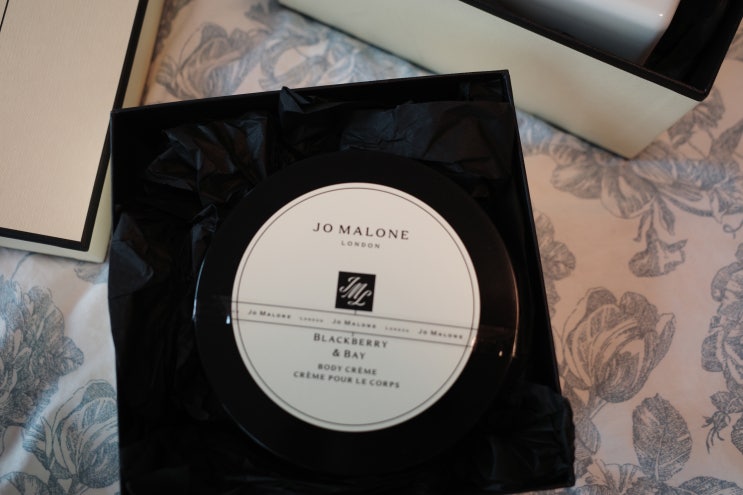 JO MALONE
LONDON
JML
JO MALONE LONDON JO MALONE LONDON JO MALONE
BLACKBERRY
& BAY
BODY CRÈME
CRÈME POUR LE CORPS